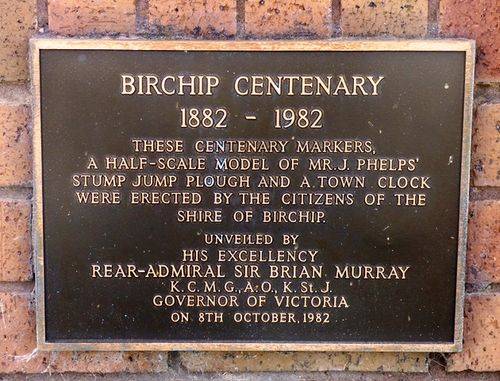 BIRCHIP CENTENARY
1882 - 1982
THESE CENTENARY MARKERS,
A HALF-SCALE MODEL OF MR. J. PHELPS'
STUMP JUMP PLOUGH AND A TOWN CLOCK
WERE ERECTED BY THE CITIZENS OF THE
SHIRE OF BIRCHIP.
UNVEILED BY
HIS EXCELLENCY
REAR-ADMIRAL SIR BRIAN MURRAY
K.C.M.G., A.O., K.St.J.
GOVERNOR OF VICTORIA
ON 8TH OCTOBER, 1982